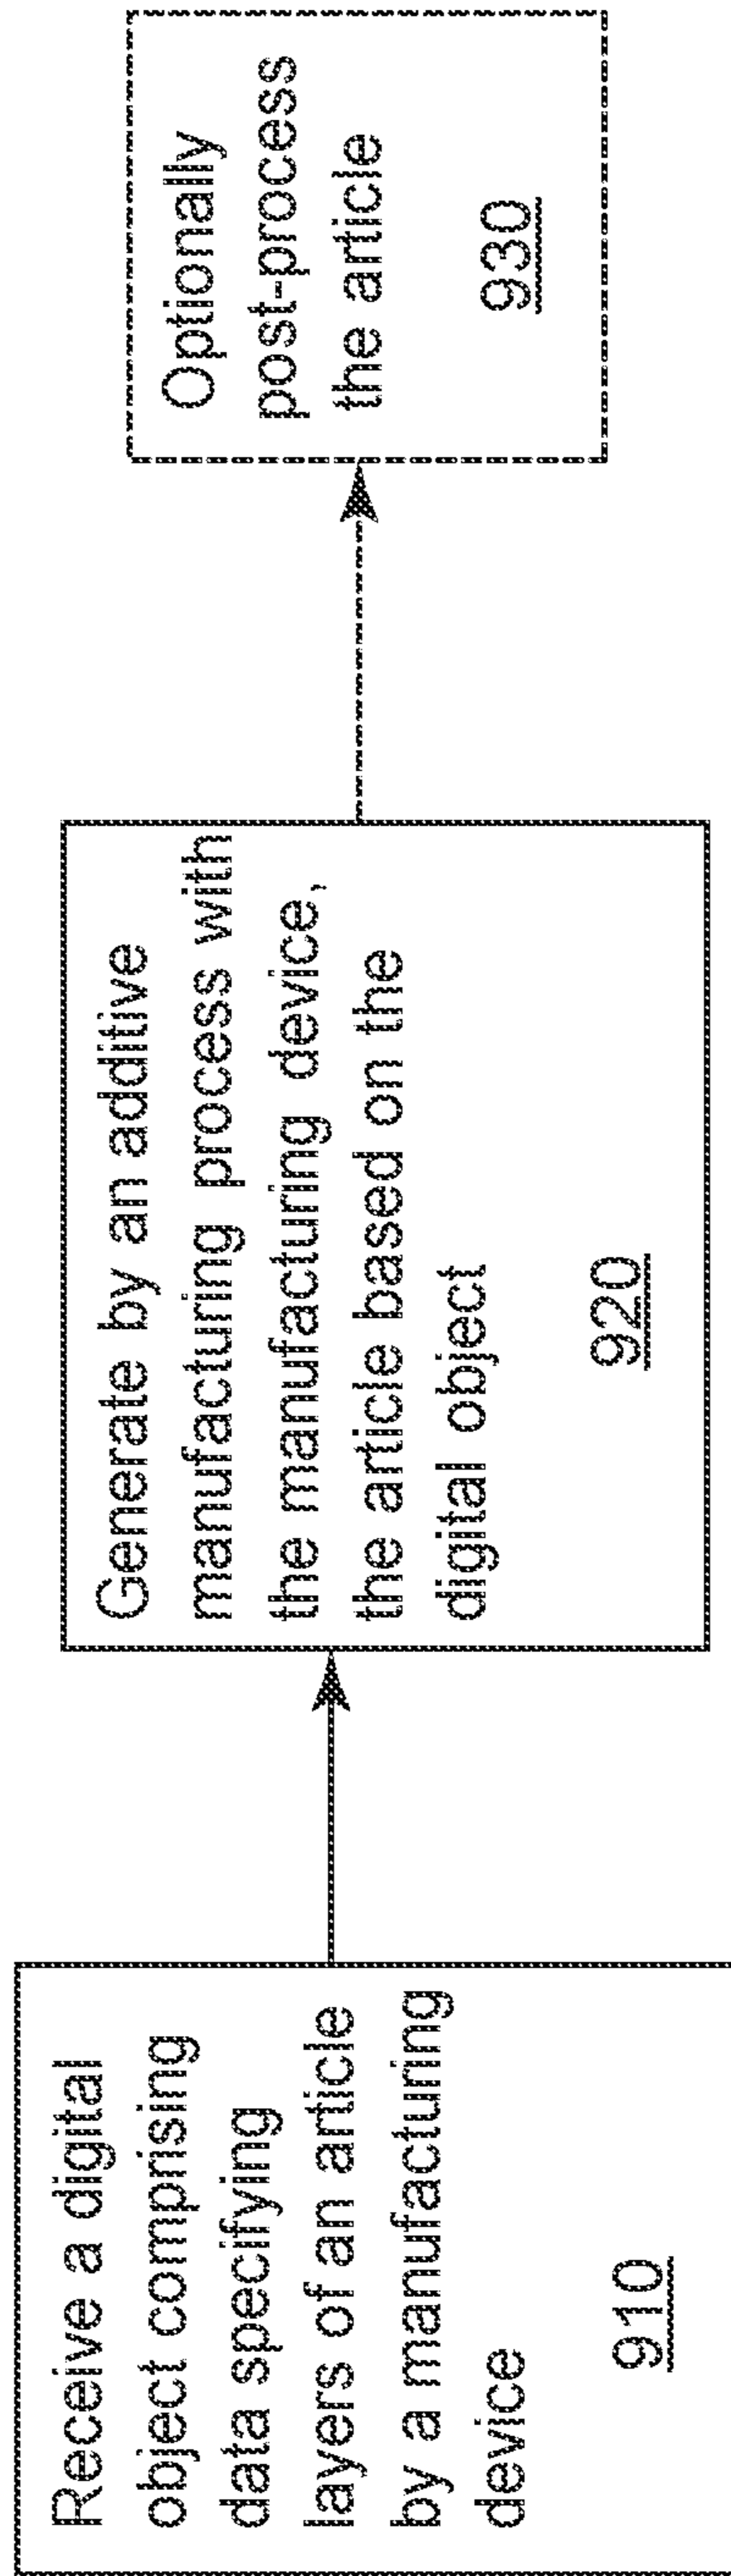 Receive a digital
object comprising
data specifying
layers of an article
by a manufacturing
device
910
Generate by an additive
manufacturing process with
the manufacturing device,
the article based on the
digital object
920
Optionally
post-process
the article
930